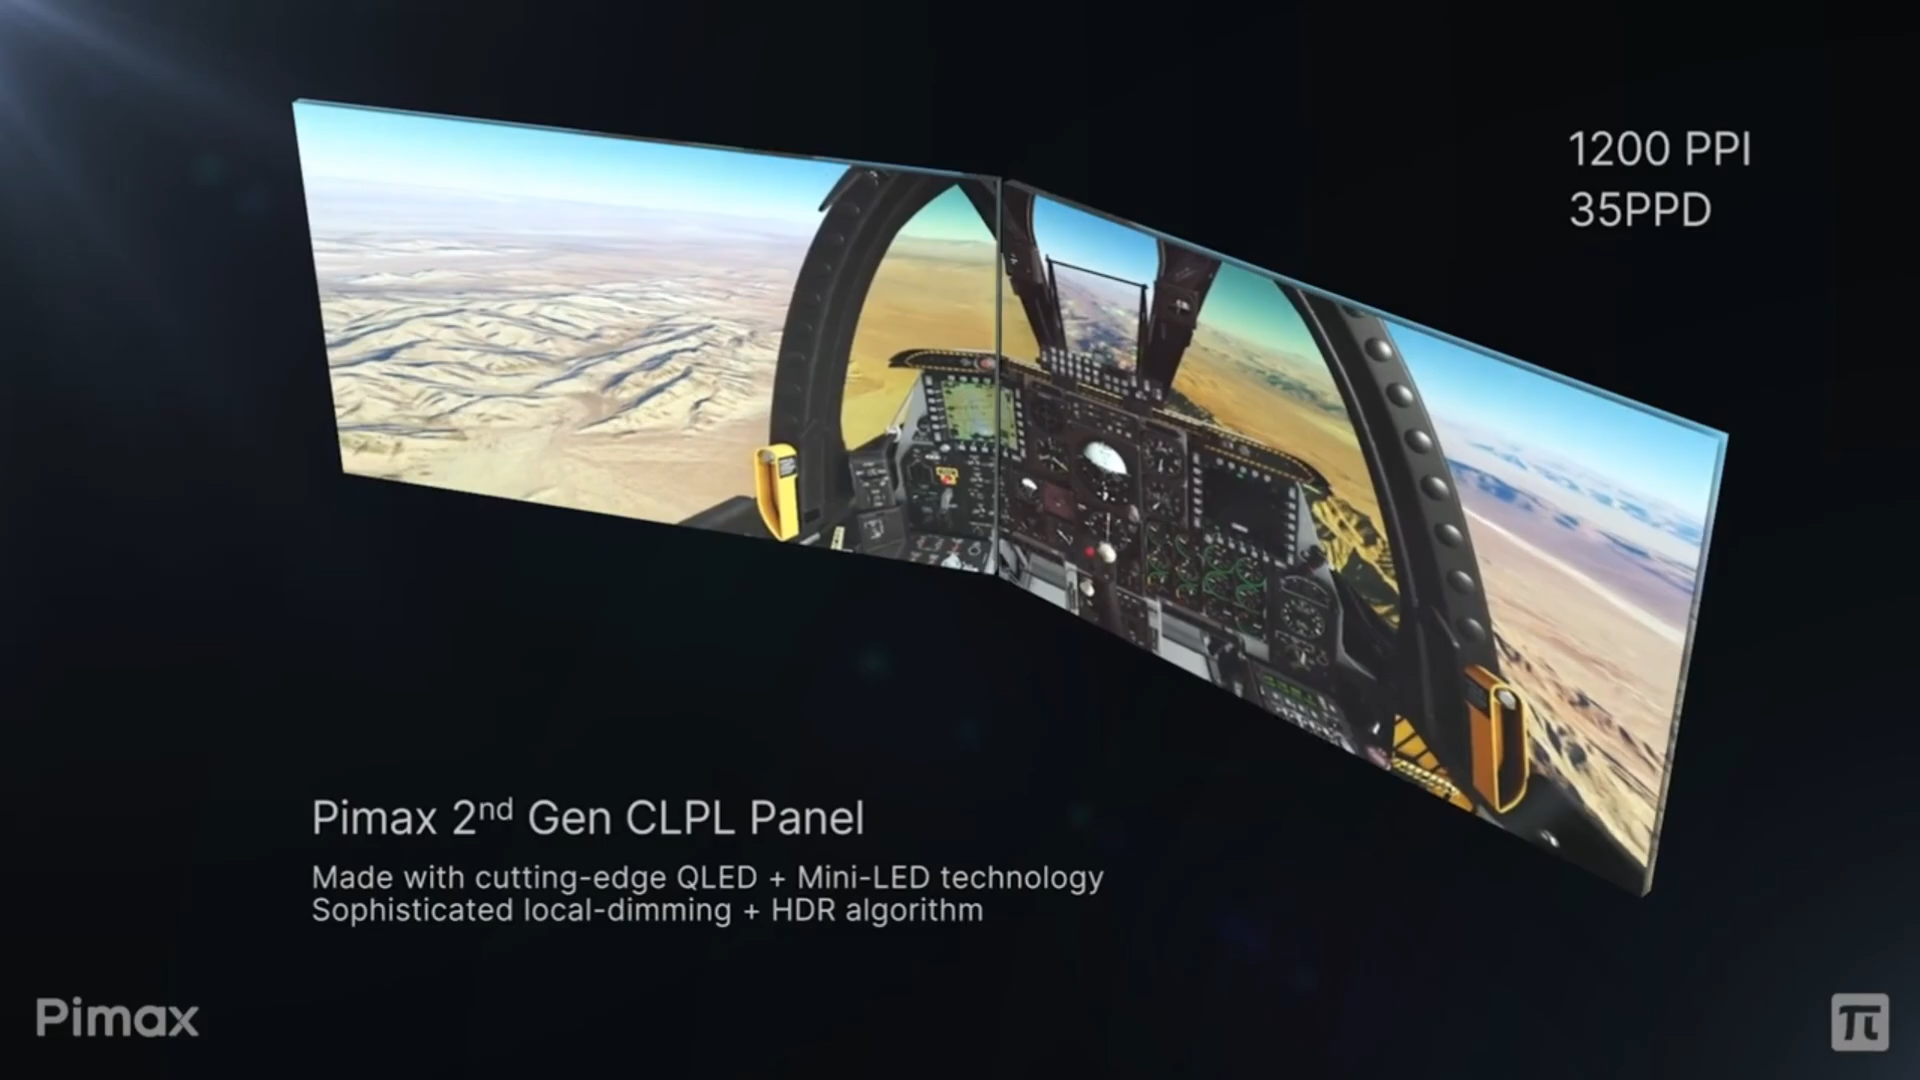 1200 PPI
35PPD
Pimax 2nd Gen CLPL Panel
Made with cutting-edge QLED + Mini-LED technology
Sophisticated local-dimming + HDR algorithm
Pimax
π